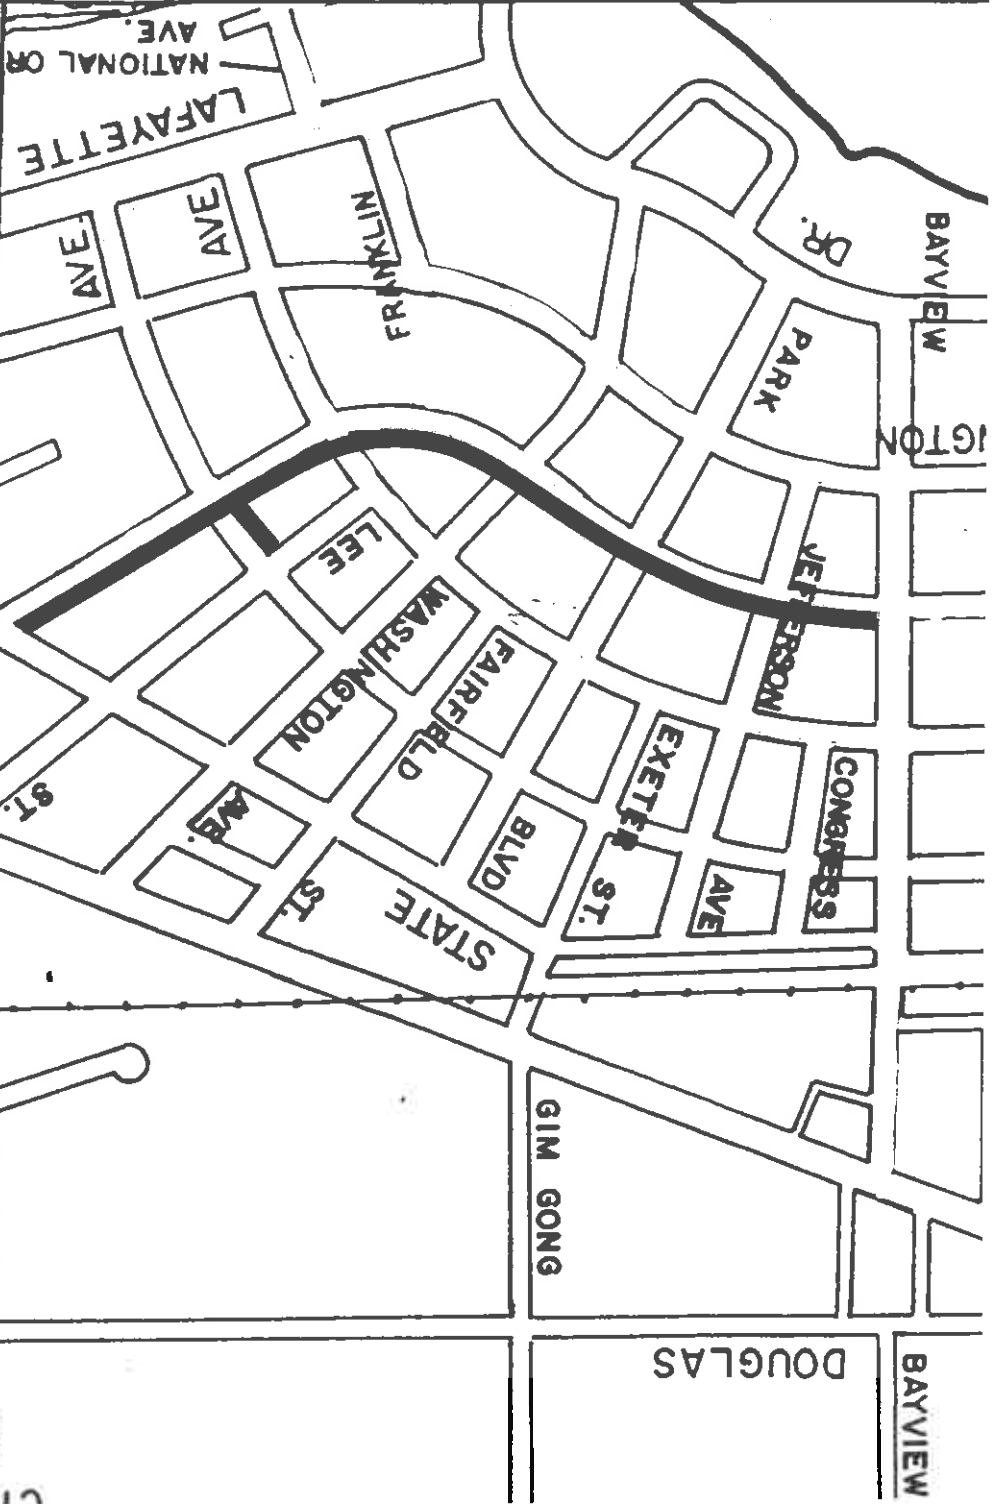 AVE.
NATIONAL OR
LAFAYETTE
AVE.
AVE
FRANKLIN
DR.
BAYVIEW
PARK
NGTON
JEFFERSON
LEE
WASHINGTON
FAIRFIELD
EXETER
CONGRESS
ST.
AVE.
ST.
STATE
BLVD
ST.
AVE
GIM GONG
DOUGLAS
BAYVIEW